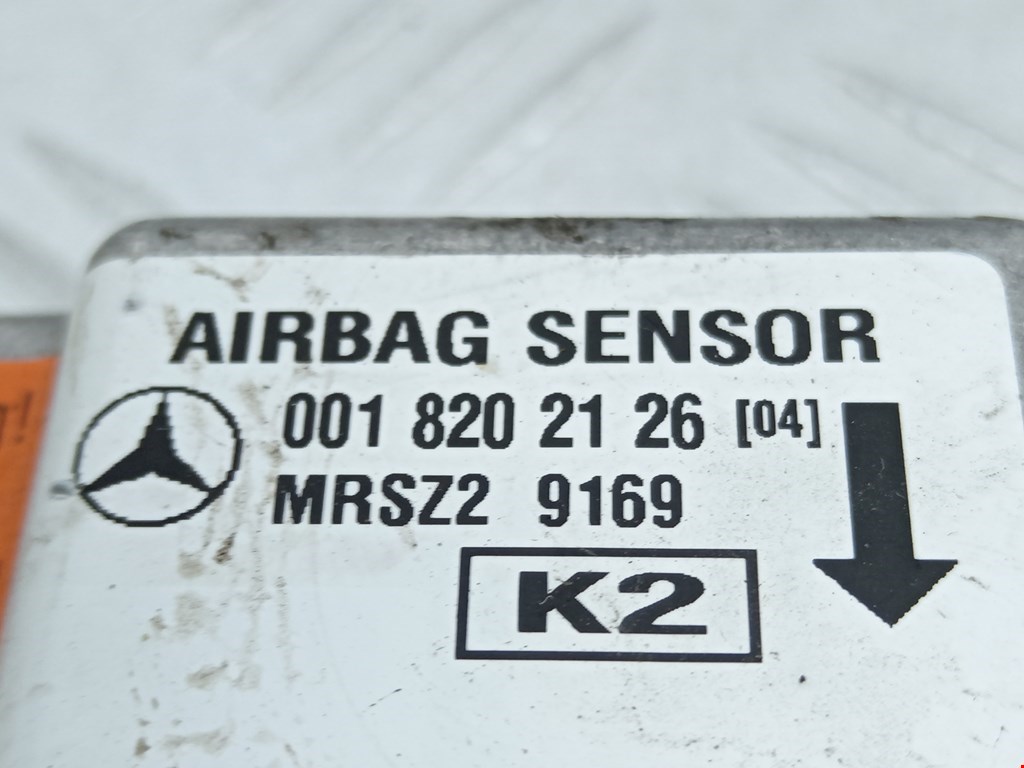 AIRBAG SENSOR
001 820 21 26 [04]
MRSZ2 9169
K2